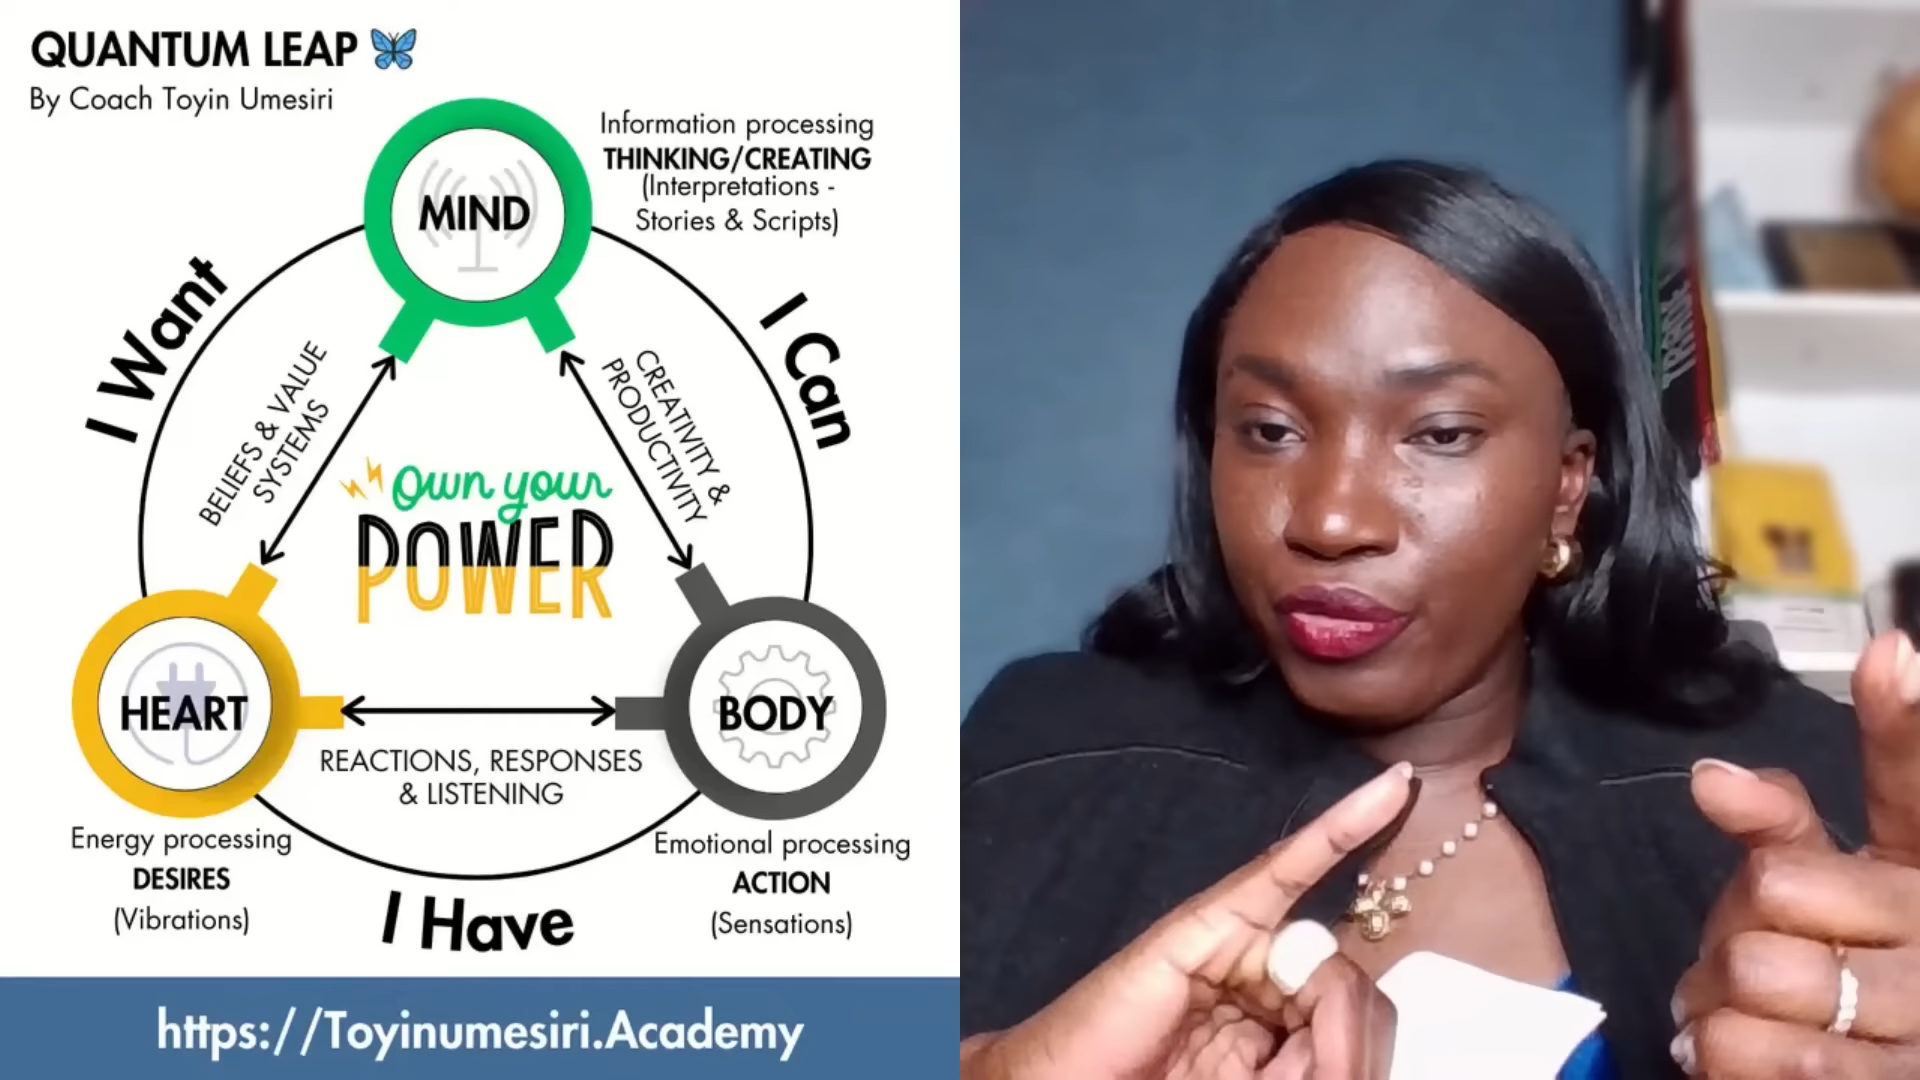 QUANTUM LEAP
By Coach Toyin Umesiri
MIND
Information processing
THINKING/CREATING
(Interpretations -
Stories & Scripts)
I Want
I Can
BELIEFS & VALUE
SYSTEMS
CREATIVITY &
PRODUCTIVITY
Own your
POWER
HEART
BODY
REACTIONS, RESPONSES
& LISTENING
Energy processing
DESIRES
(Vibrations)
Emotional processing
ACTION
(Sensations)
I Have
https://Toyinumesiri.Academy